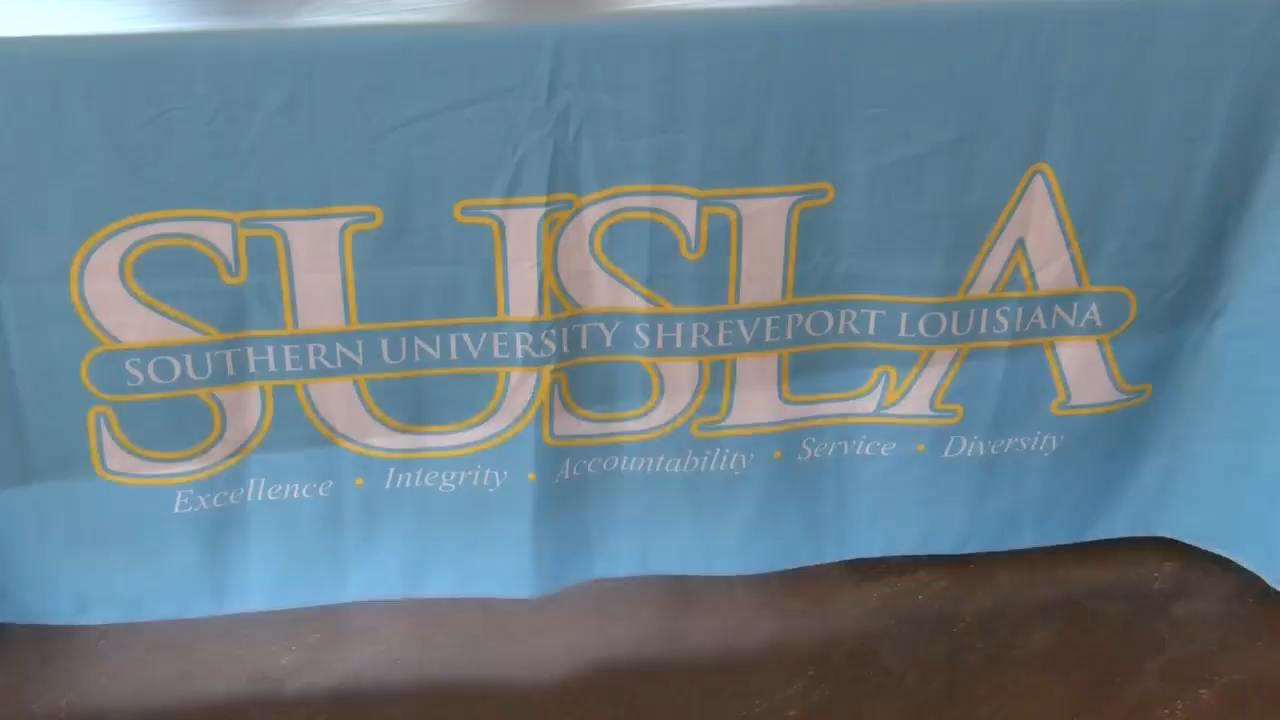 SUSLA
SOUTHERN UNIVERSITY SHREVEPORT LOUISIANA
Excellence • Integrity • Accountability • Service • Diversity